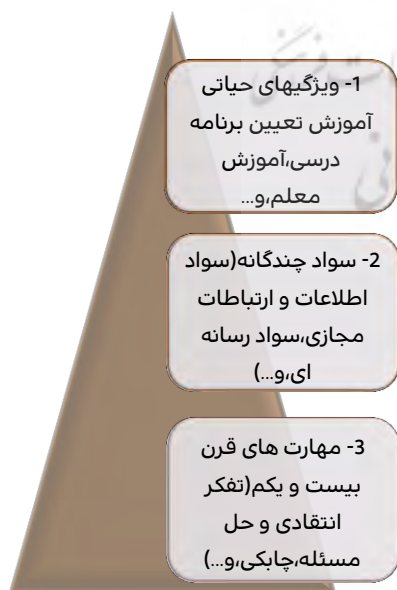 1- ویژگیهای حیاتی
آموزش تعیین برنامه
درسی،آموزش
معلم،و...
2- سواد چندگانه(سواد
اطلاعات و ارتباطات
مجازی،سواد رسانه
ای،و...)
3- مهارت های قرن
بیست و یکم(تفکر
انتقادی و حل
مسئله،چابکی،و...)